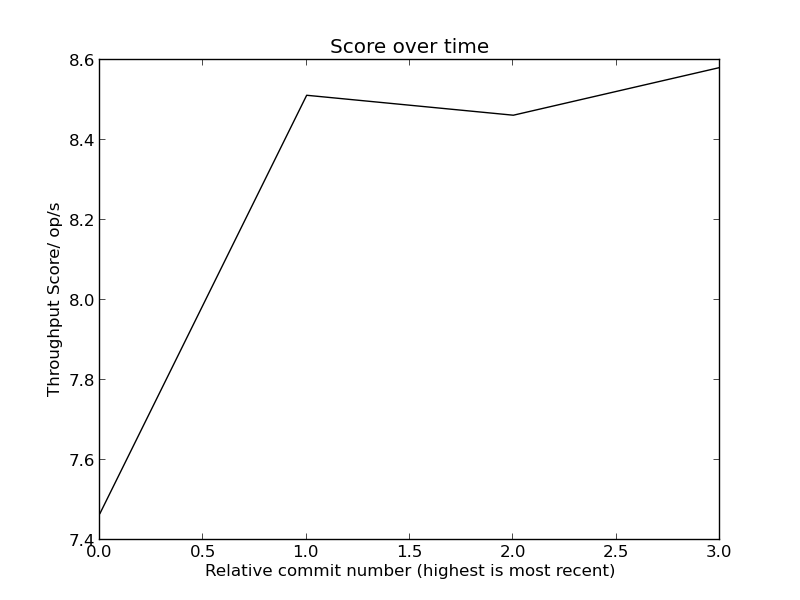 Score over time
8.6
8.4
8.2
8.0
7.8
7.6
7.4
Throughput Score/ op/s
0.0 0.5 1.0 1.5 2.0 2.5 3.0
Relative commit number (highest is most recent)